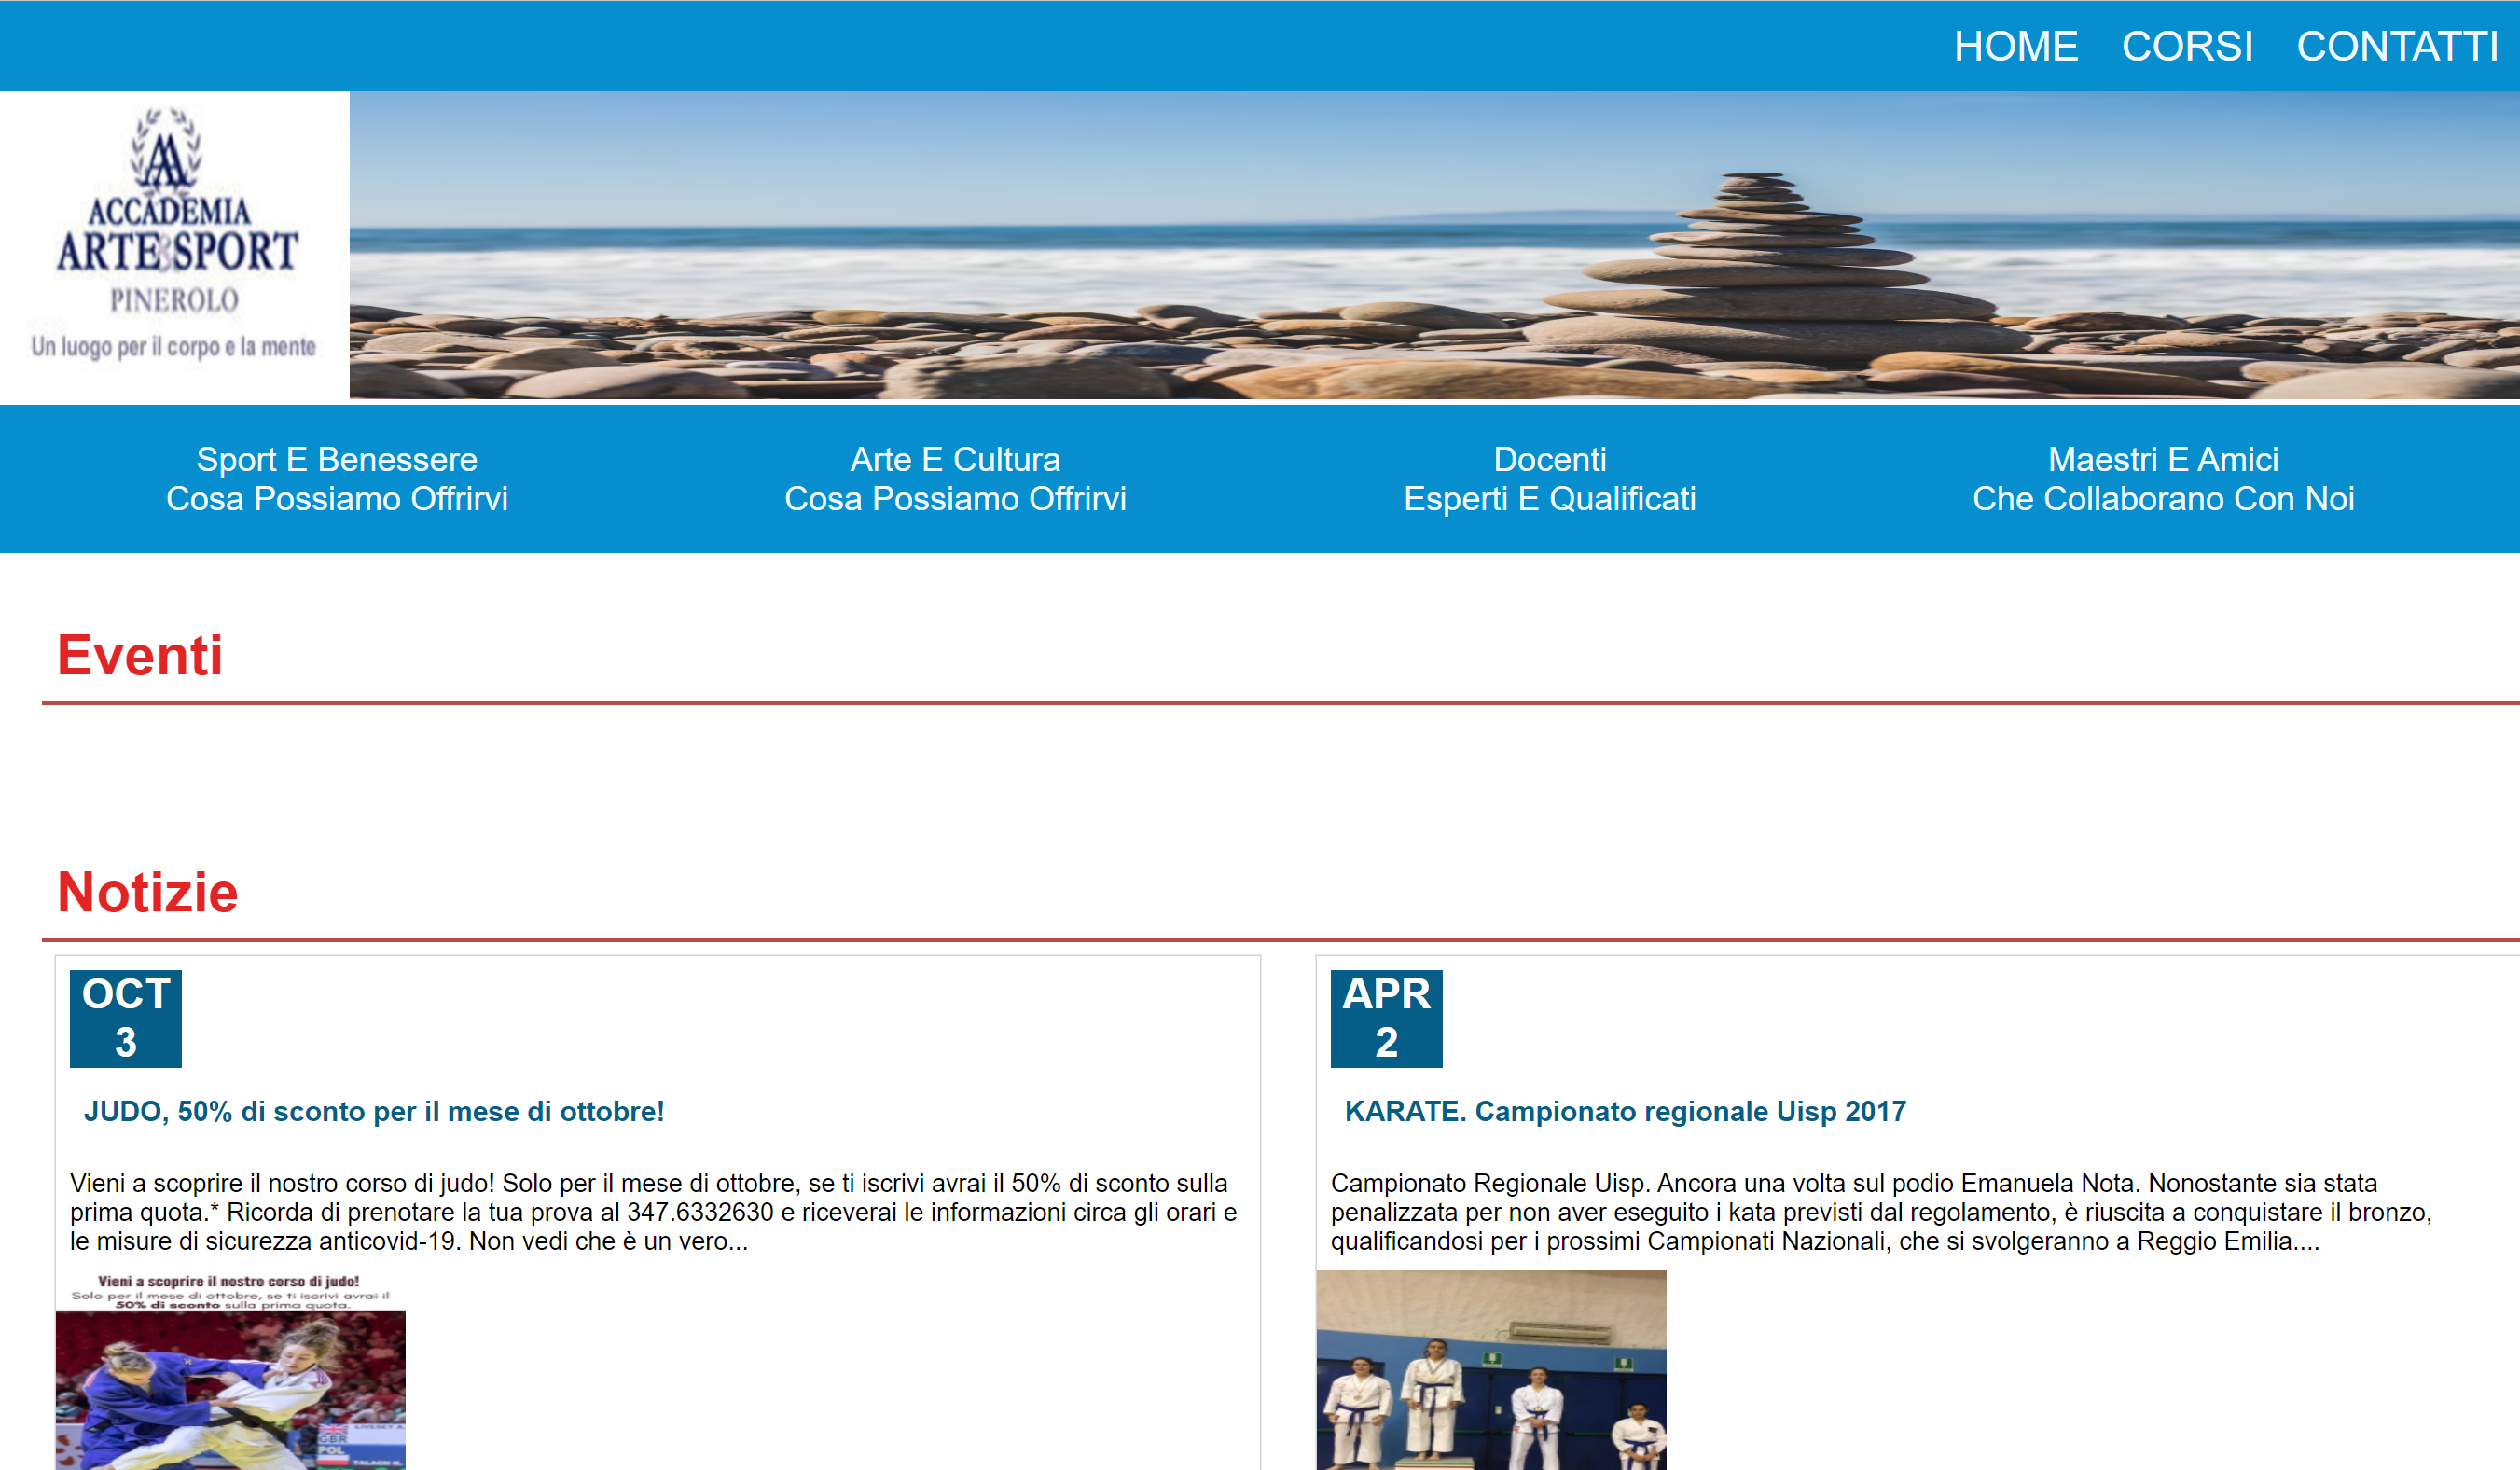 HOME CORSI CONTATTI
ACCADEMIA
ARTE&SPORT
PINEROLO
Un luogo per il corpo e la mente
Sport E Benessere
Cosa Possiamo Offrirvi
Arte E Cultura
Cosa Possiamo Offrirvi
Docenti
Esperti E Qualificati
Maestri E Amici
Che Collaborano Con Noi
Eventi
Notizie
OCT
3
JUDO, 50% di sconto per il mese di ottobre!
Vieni a scoprire il nostro corso di judo! Solo per il mese di ottobre, se ti iscrivi avrai il 50% di sconto sulla
prima quota.* Ricorda di prenotare la tua prova al 347.6332630 e riceverai le informazioni circa gli orari e
le misure di sicurezza anticovid-19. Non vedi che è un vero...
Vieni a scoprire il nostro corso di judo!
Solo per il mese di ottobre, se ti iscrivi avrai il
50% di sconto sulla prima quota.
GBR
POL
APR
2
KARATE. Campionato regionale Uisp 2017
Campionato Regionale Uisp. Ancora una volta sul podio Emanuela Nota. Nonostante sia stata
penalizzata per non aver eseguito i kata previsti dal regolamento, è riuscita a conquistare il bronzo,
qualificandosi per i prossimi Campionati Nazionali, che si svolgeranno a Reggio Emilia....